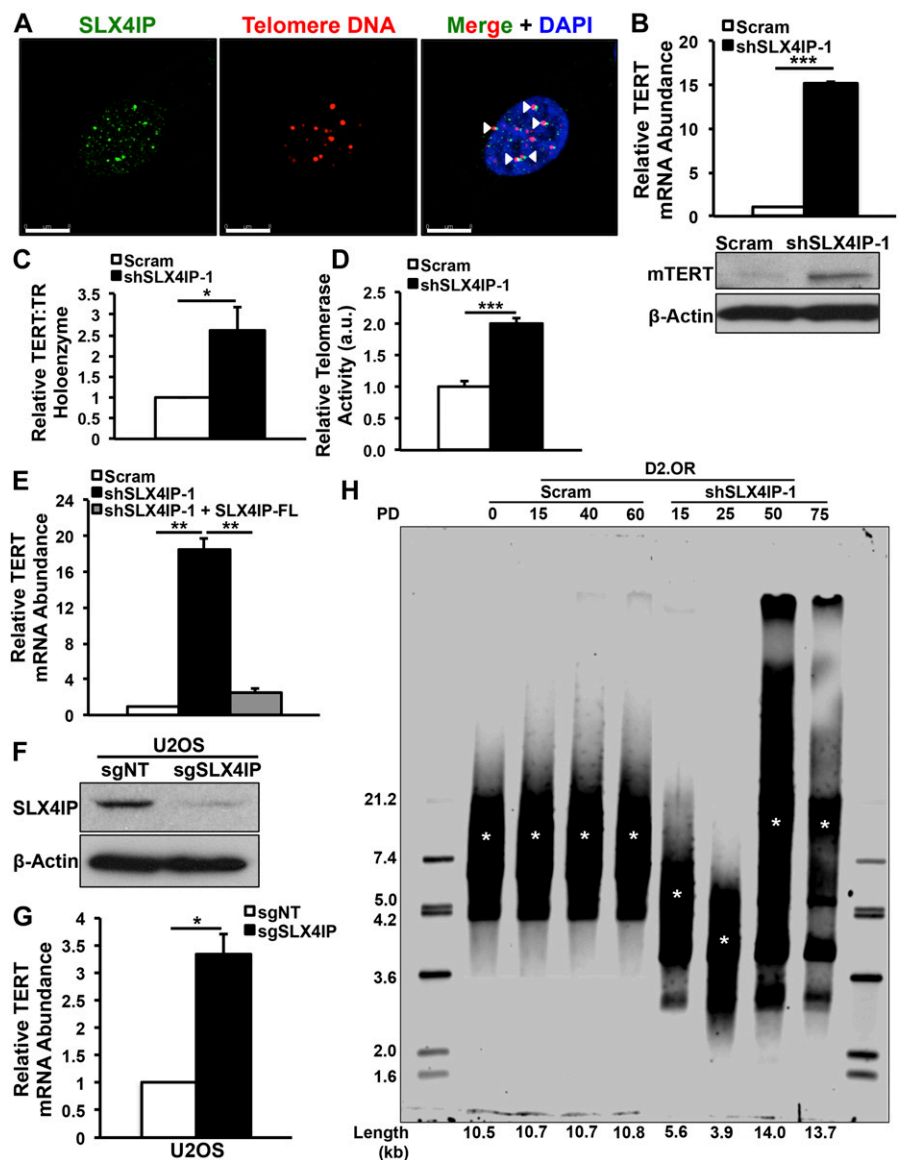 A
SLX4IP
Telomere DNA
Merge + DAPI
B
Scram
shSLX4IP-1
Relative TERT
mRNA Abundance
20
15
10
5
0
***
Scram shSLX4IP-1
mTERT
β-Actin
C
Scram
shSLX4IP-1
Relative TERT:TR
Holoenzyme
3.5
3
2.5
2
1.5
1
0.5
0
*
D
Scram
shSLX4IP-1
Relative Telomerase
Activity (a.u.)
2.5
2.0
1.5
1.0
0.5
0.0
***
E
Scram
shSLX4IP-1
shSLX4IP-1 + SLX4IP-FL
Relative TERT
mRNA Abundance
24
20
16
12
8
4
0
** **
F
U2OS
sgNT sgSLX4IP
SLX4IP
β-Actin
G
sgNT
sgSLX4IP
Relative TERT
mRNA Abundance
4
3.5
3
2.5
2
1.5
1
0.5
0
*
U2OS
H
D2.OR
Scram shSLX4IP-1
PD 0 15 40 60 15 25 50 75
21.2
7.4
5.0
4.2
3.6
2.0
1.6
* * * * * * * *
Length 10.5 10.7 10.7 10.8 5.6 3.9 14.0 13.7
(kb)